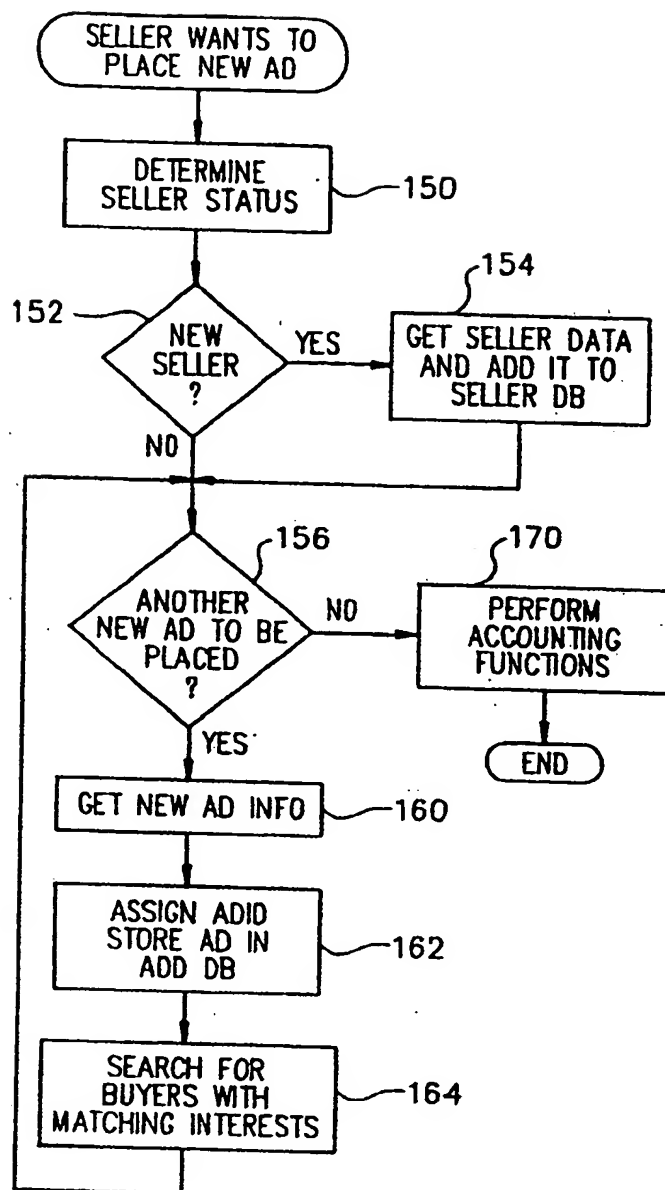 SELLER WANTS TO
PLACE NEW AD
DETERMINE
SELLER STATUS
150
152
NEW
SELLER
?
YES
NO
154
GET SELLER DATA
AND ADD IT TO
SELLER DB
156
ANOTHER
NEW AD TO BE
PLACED
?
NO
YES
170
PERFORM
ACCOUNTING
FUNCTIONS
END
GET NEW AD INFO
160
ASSIGN ADID
STORE AD IN
ADD DB
162
SEARCH FOR
BUYERS WITH
MATCHING INTERESTS
164